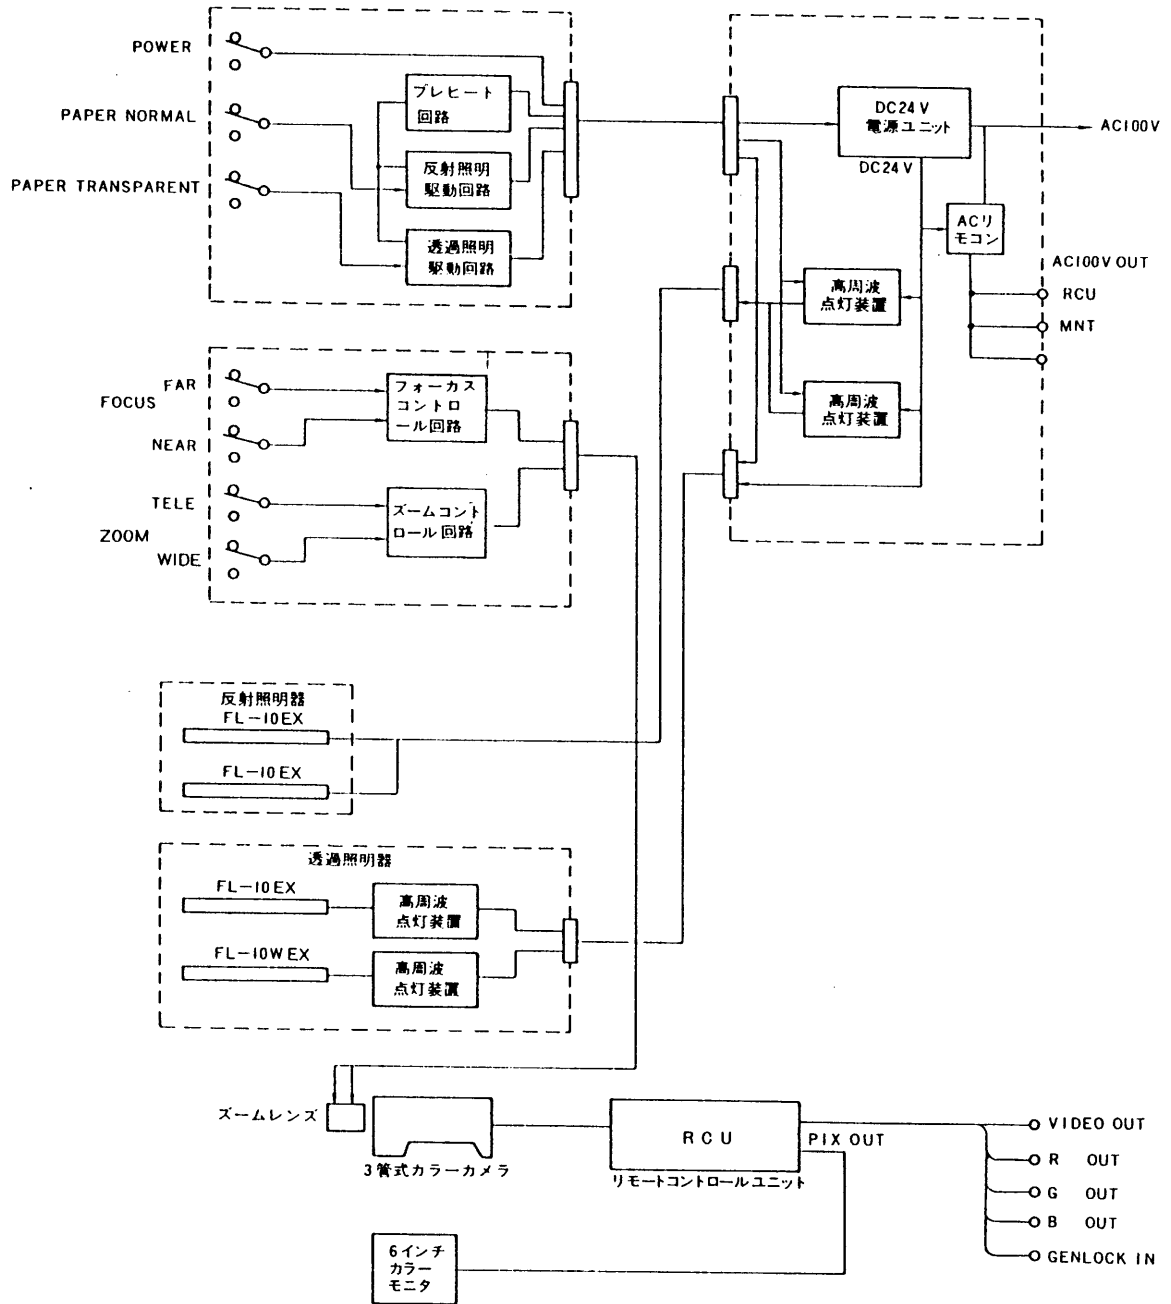 POWER
PAPER NORMAL
PAPER TRANSPARENT
プレヒート
回路
反射照明
駆動回路
透過照明
駆動回路
DC24V
電源ユニット
DC24V
AC100V
ACリ
モコン
AC100V OUT
RCU
MNT
高周波
点灯装置
高周波
点灯装置
FAR
FOCUS
NEAR
TELE
ZOOM
WIDE
フォーカス
コントロ
ール回路
ズームコント
ロール回路
反射照明器
FL-10EX
FL-10EX
透過照明器
FL-10EX
高周波
点灯装置
FL-10WEX
高周波
点灯装置
ズームレンズ
3管式カラーカメラ
RCU
リモートコントロールユニット
PIX OUT
VIDEO OUT
R OUT
G OUT
B OUT
GENLOCK IN
6インチ
カラー
モニタ